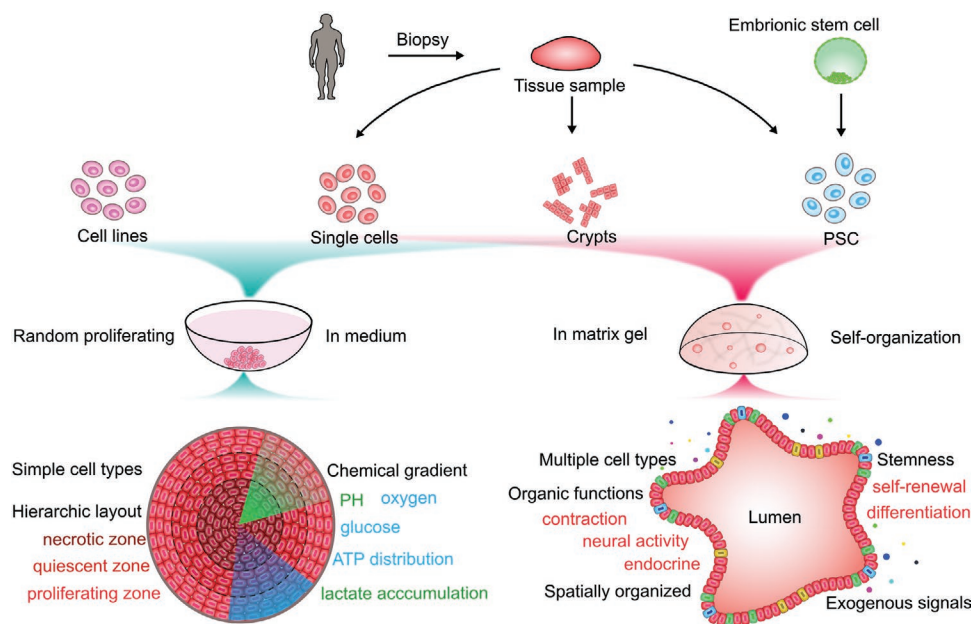 Biopsy
Embrionic stem cell
Tissue sample
Cell lines
Single cells
Crypts
PSC
Random proliferating
In medium
In matrix gel
Self-organization
Simple cell types
Hierarchic layout
necrotic zone
quiescent zone
proliferating zone
Chemical gradient
PH oxygen
glucose
ATP distribution
lactate acccumulation
Multiple cell types
Organic functions
contraction
neural activity
endocrine
Spatially organized
Lumen
Stemness
self-renewal
differentiation
Exogenous signals